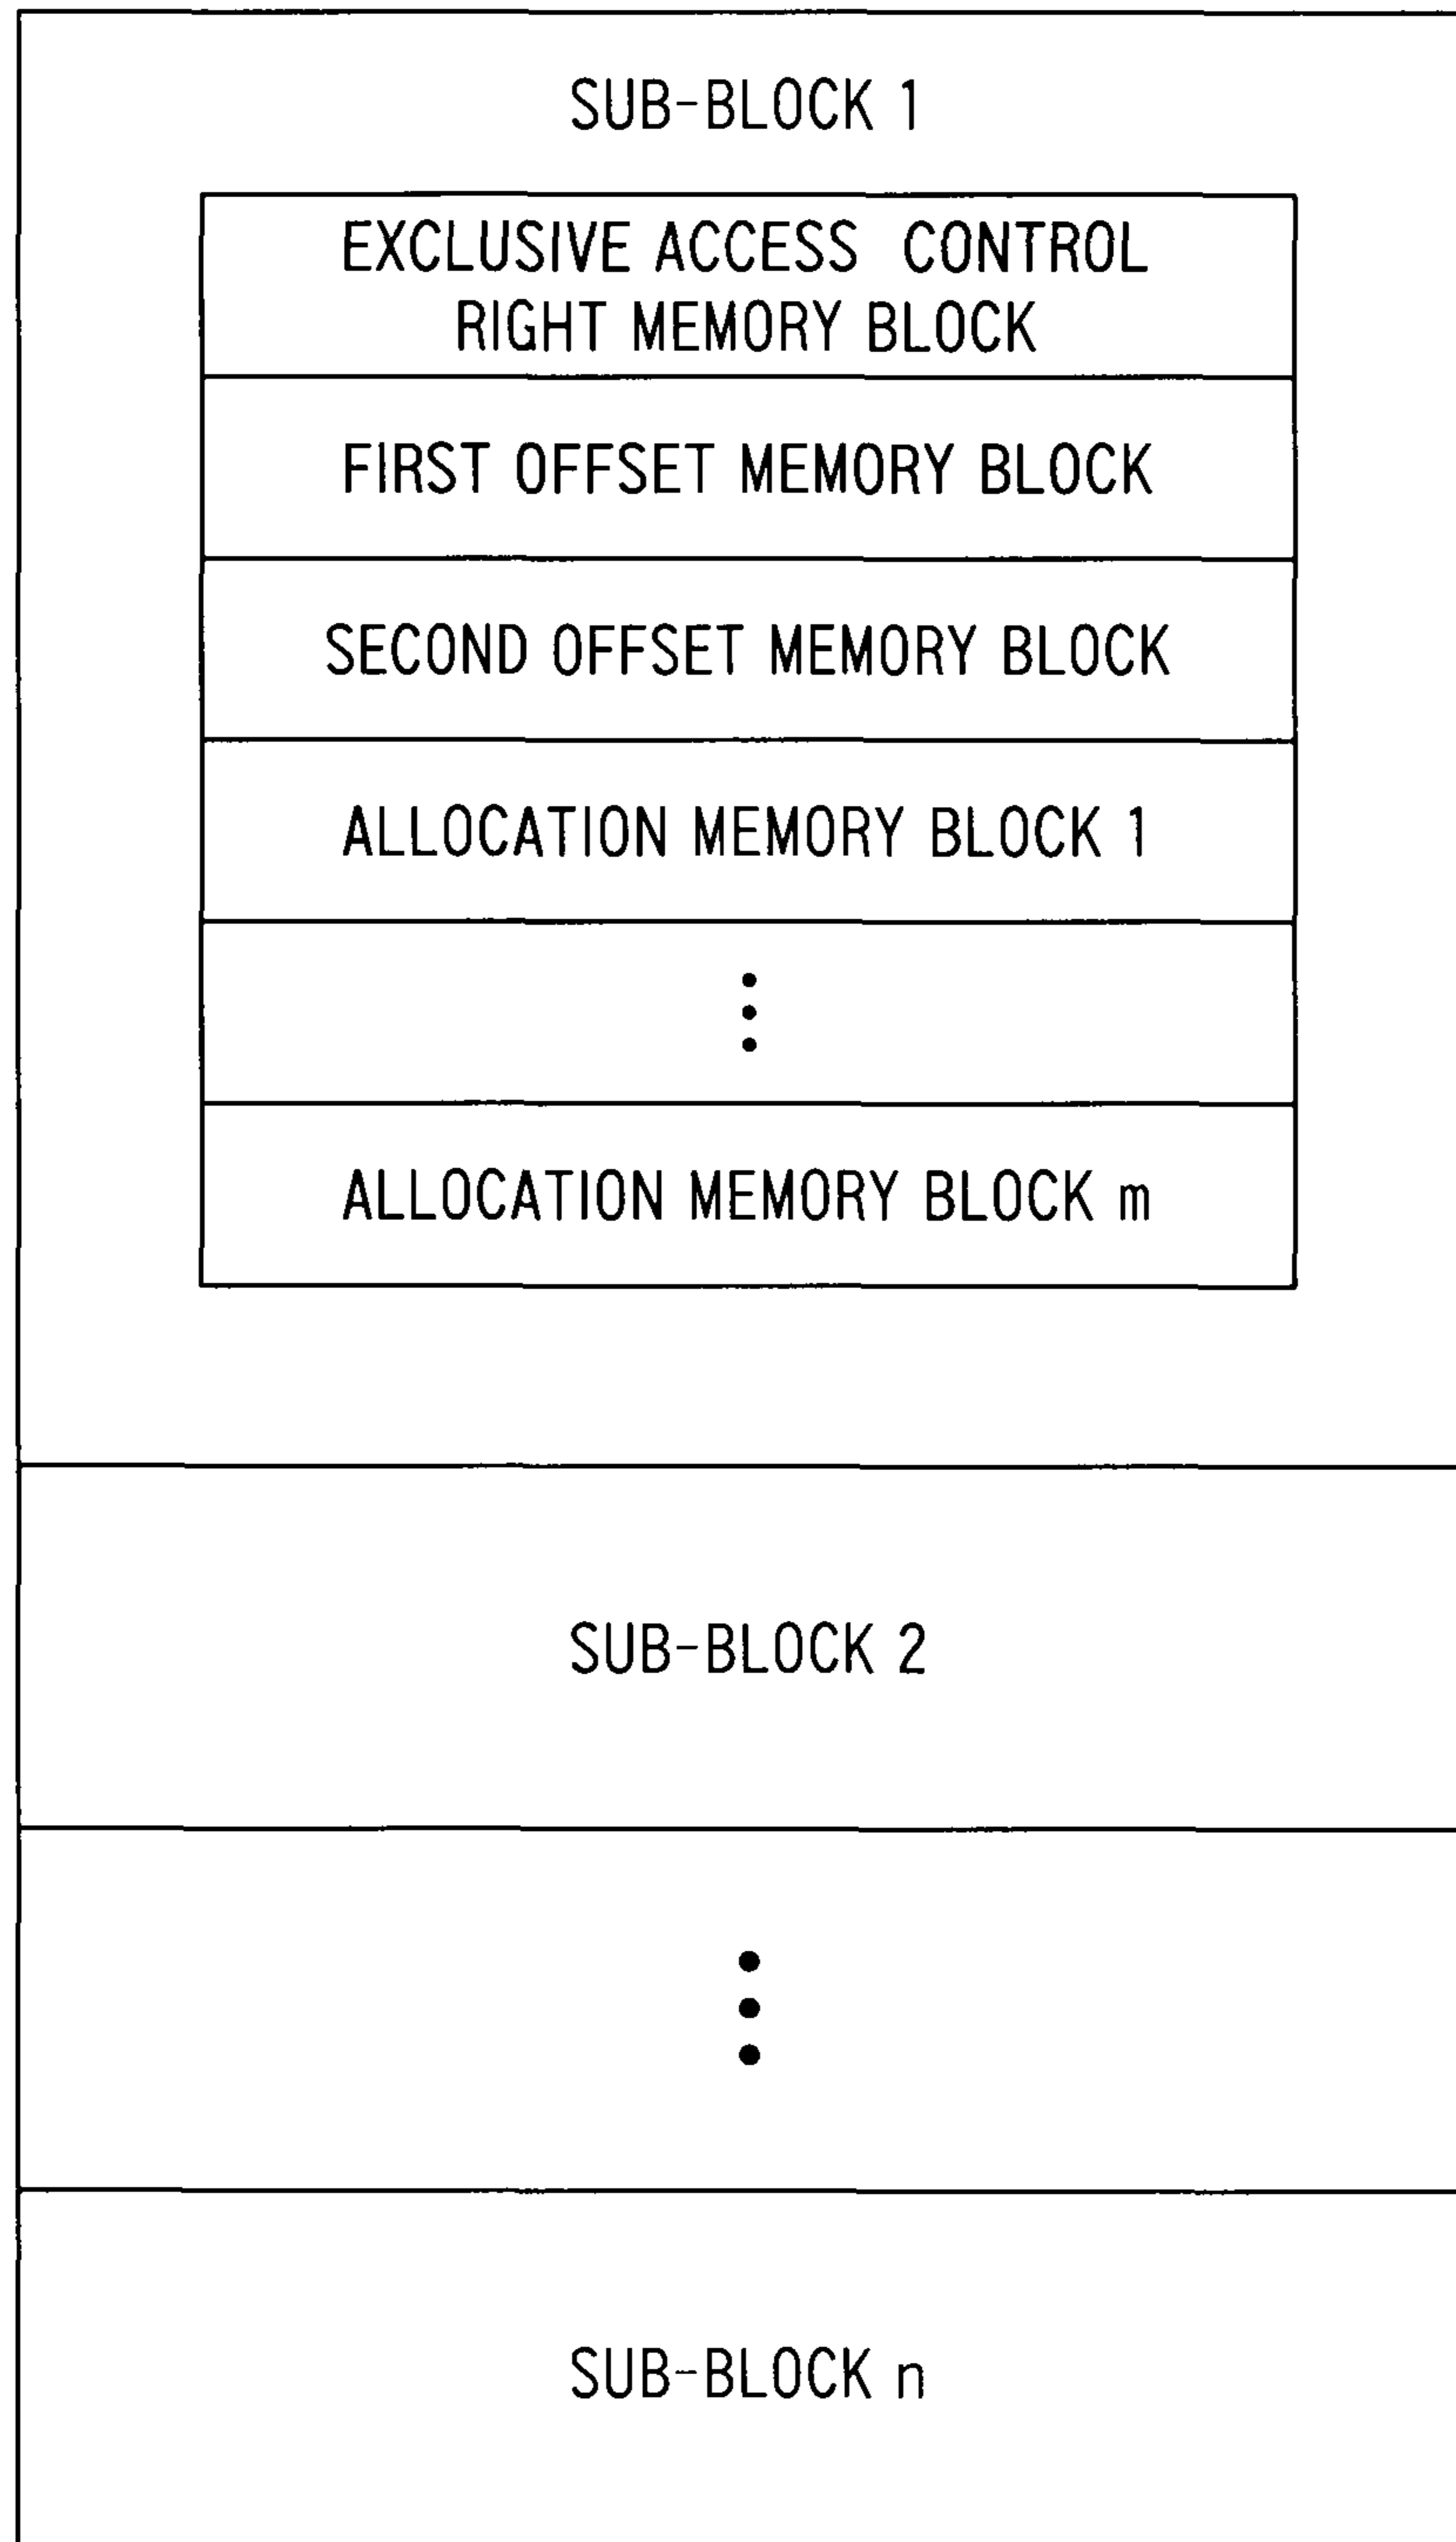 SUB-BLOCK 1
EXCLUSIVE ACCESS CONTROL
RIGHT MEMORY BLOCK
FIRST OFFSET MEMORY BLOCK
SECOND OFFSET MEMORY BLOCK
ALLOCATION MEMORY BLOCK 1
ALLOCATION MEMORY BLOCK m
SUB-BLOCK 2
SUB-BLOCK n